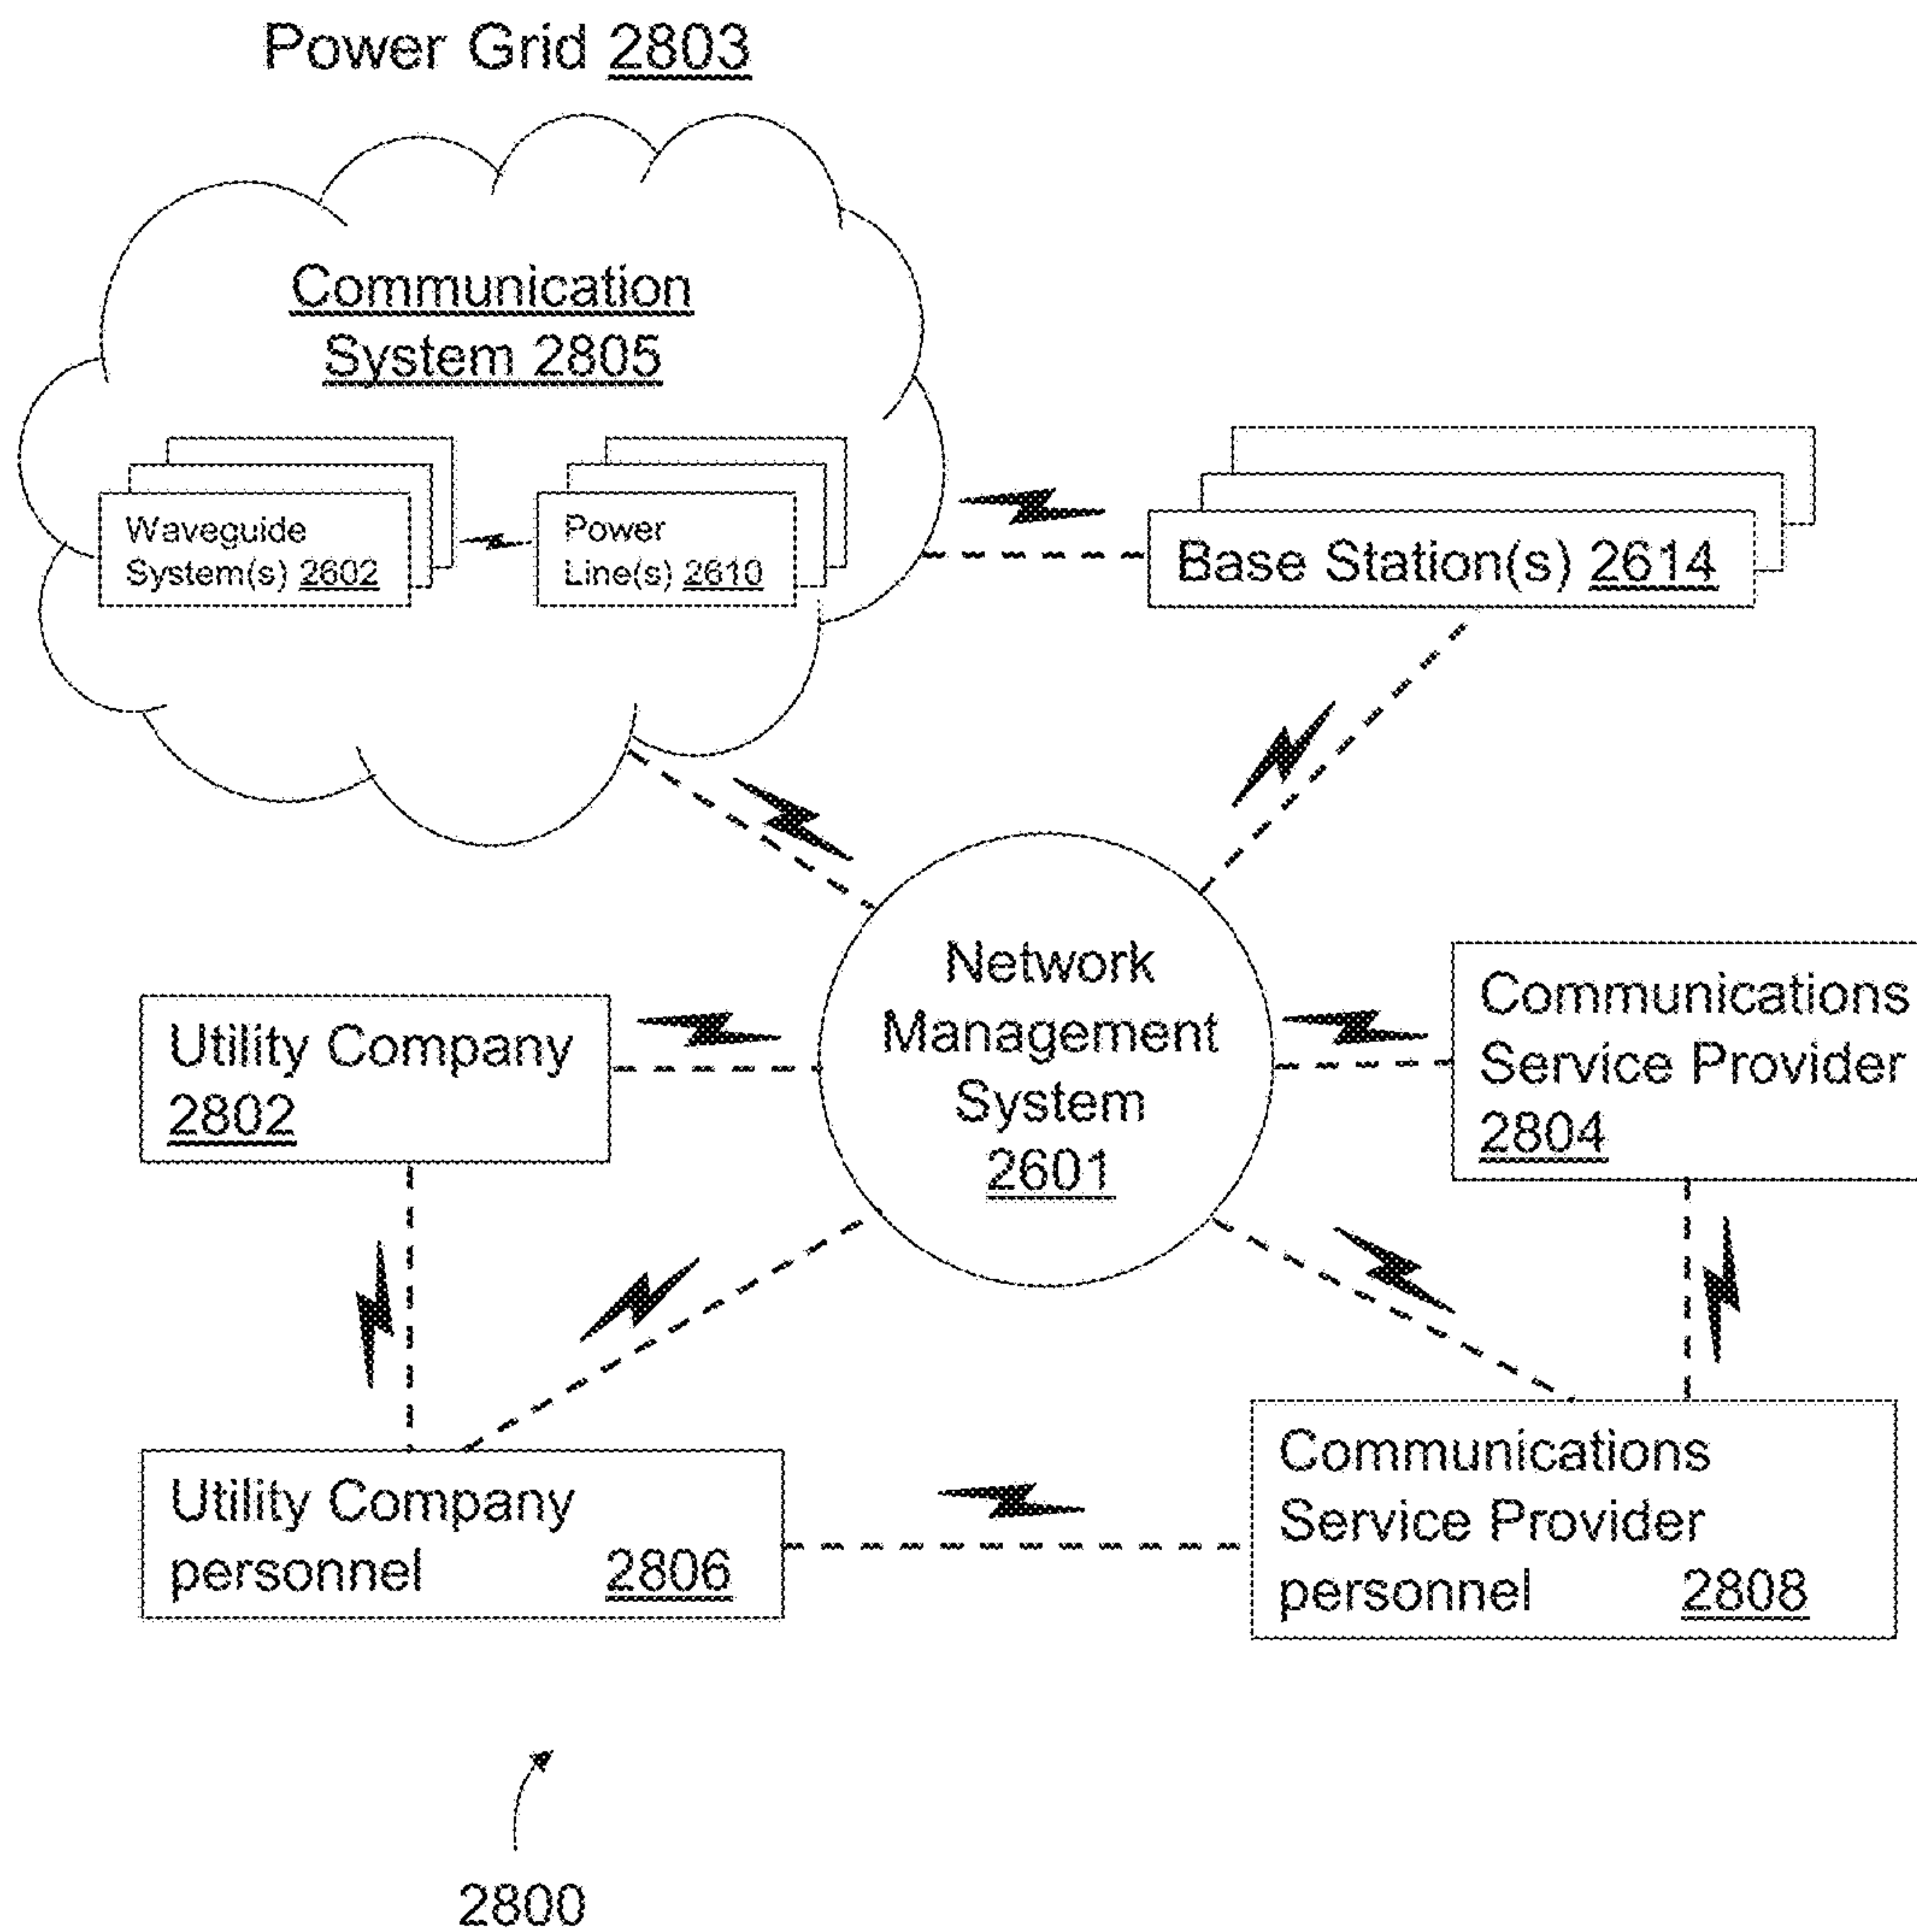 Power Grid 2803
Communication
System 2805
Waveguide
System(s) 2602
Power
Line(s) 2610
Base Station(s) 2614
Network
Management
System
2601
Utility Company
2802
Communications
Service Provider
2804
Utility Company
personnel 2806
Communications
Service Provider
personnel 2808
2800